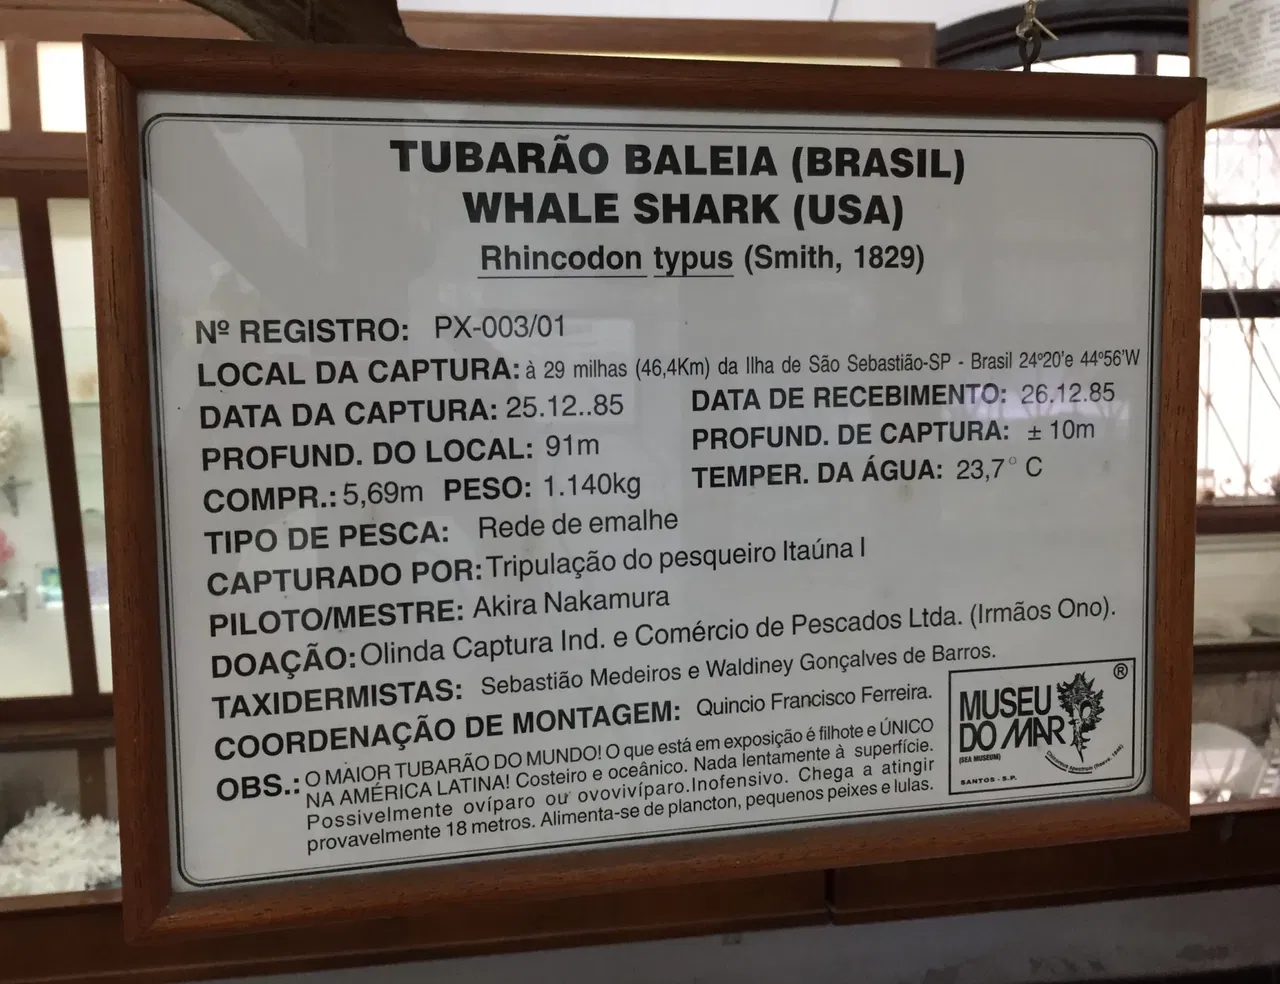 TUBARÃO BALEIA (BRASIL)
WHALE SHARK (USA)
Rhincodon typus (Smith, 1829)
Nº REGISTRO: PX-003/01
LOCAL DA CAPTURA: à 29 milhas (46,4Km) da Ilha de São Sebastião-SP - Brasil 24º20'e 44º56'W
DATA DA CAPTURA: 25.12..85 DATA DE RECEBIMENTO: 26.12.85
PROFUND. DO LOCAL: 91m PROFUND. DE CAPTURA: ± 10m
COMPR.: 5,69m PESO: 1.140kg TEMPER. DA ÁGUA: 23,7° C
TIPO DE PESCA: Rede de emalhe
CAPTURADO POR: Tripulação do pesqueiro Itaúna I
PILOTO/MESTRE: Akira Nakamura
DOAÇÃO: Olinda Captura Ind. e Comércio de Pescados Ltda. (Irmãos Ono).
TAXIDERMISTAS: Sebastião Medeiros e Waldiney Gonçalves de Barros.
COORDENAÇÃO DE MONTAGEM: Quincio Francisco Ferreira.
OBS.: O MAIOR TUBARÃO DO MUNDO! O que está em exposição é filhote e ÚNICO
NA AMÉRICA LATINA! Costeiro e oceânico. Nada lentamente à superfície.
Possivelmente ovíparo ou ovovivíparo. Inofensivo. Chega a atingir
provavelmente 18 metros. Alimenta-se de plancton, pequenos peixes e lulas.
MUSEU ®
DO MAR
(SEA MUSEUM)
SANTOS - S.P.